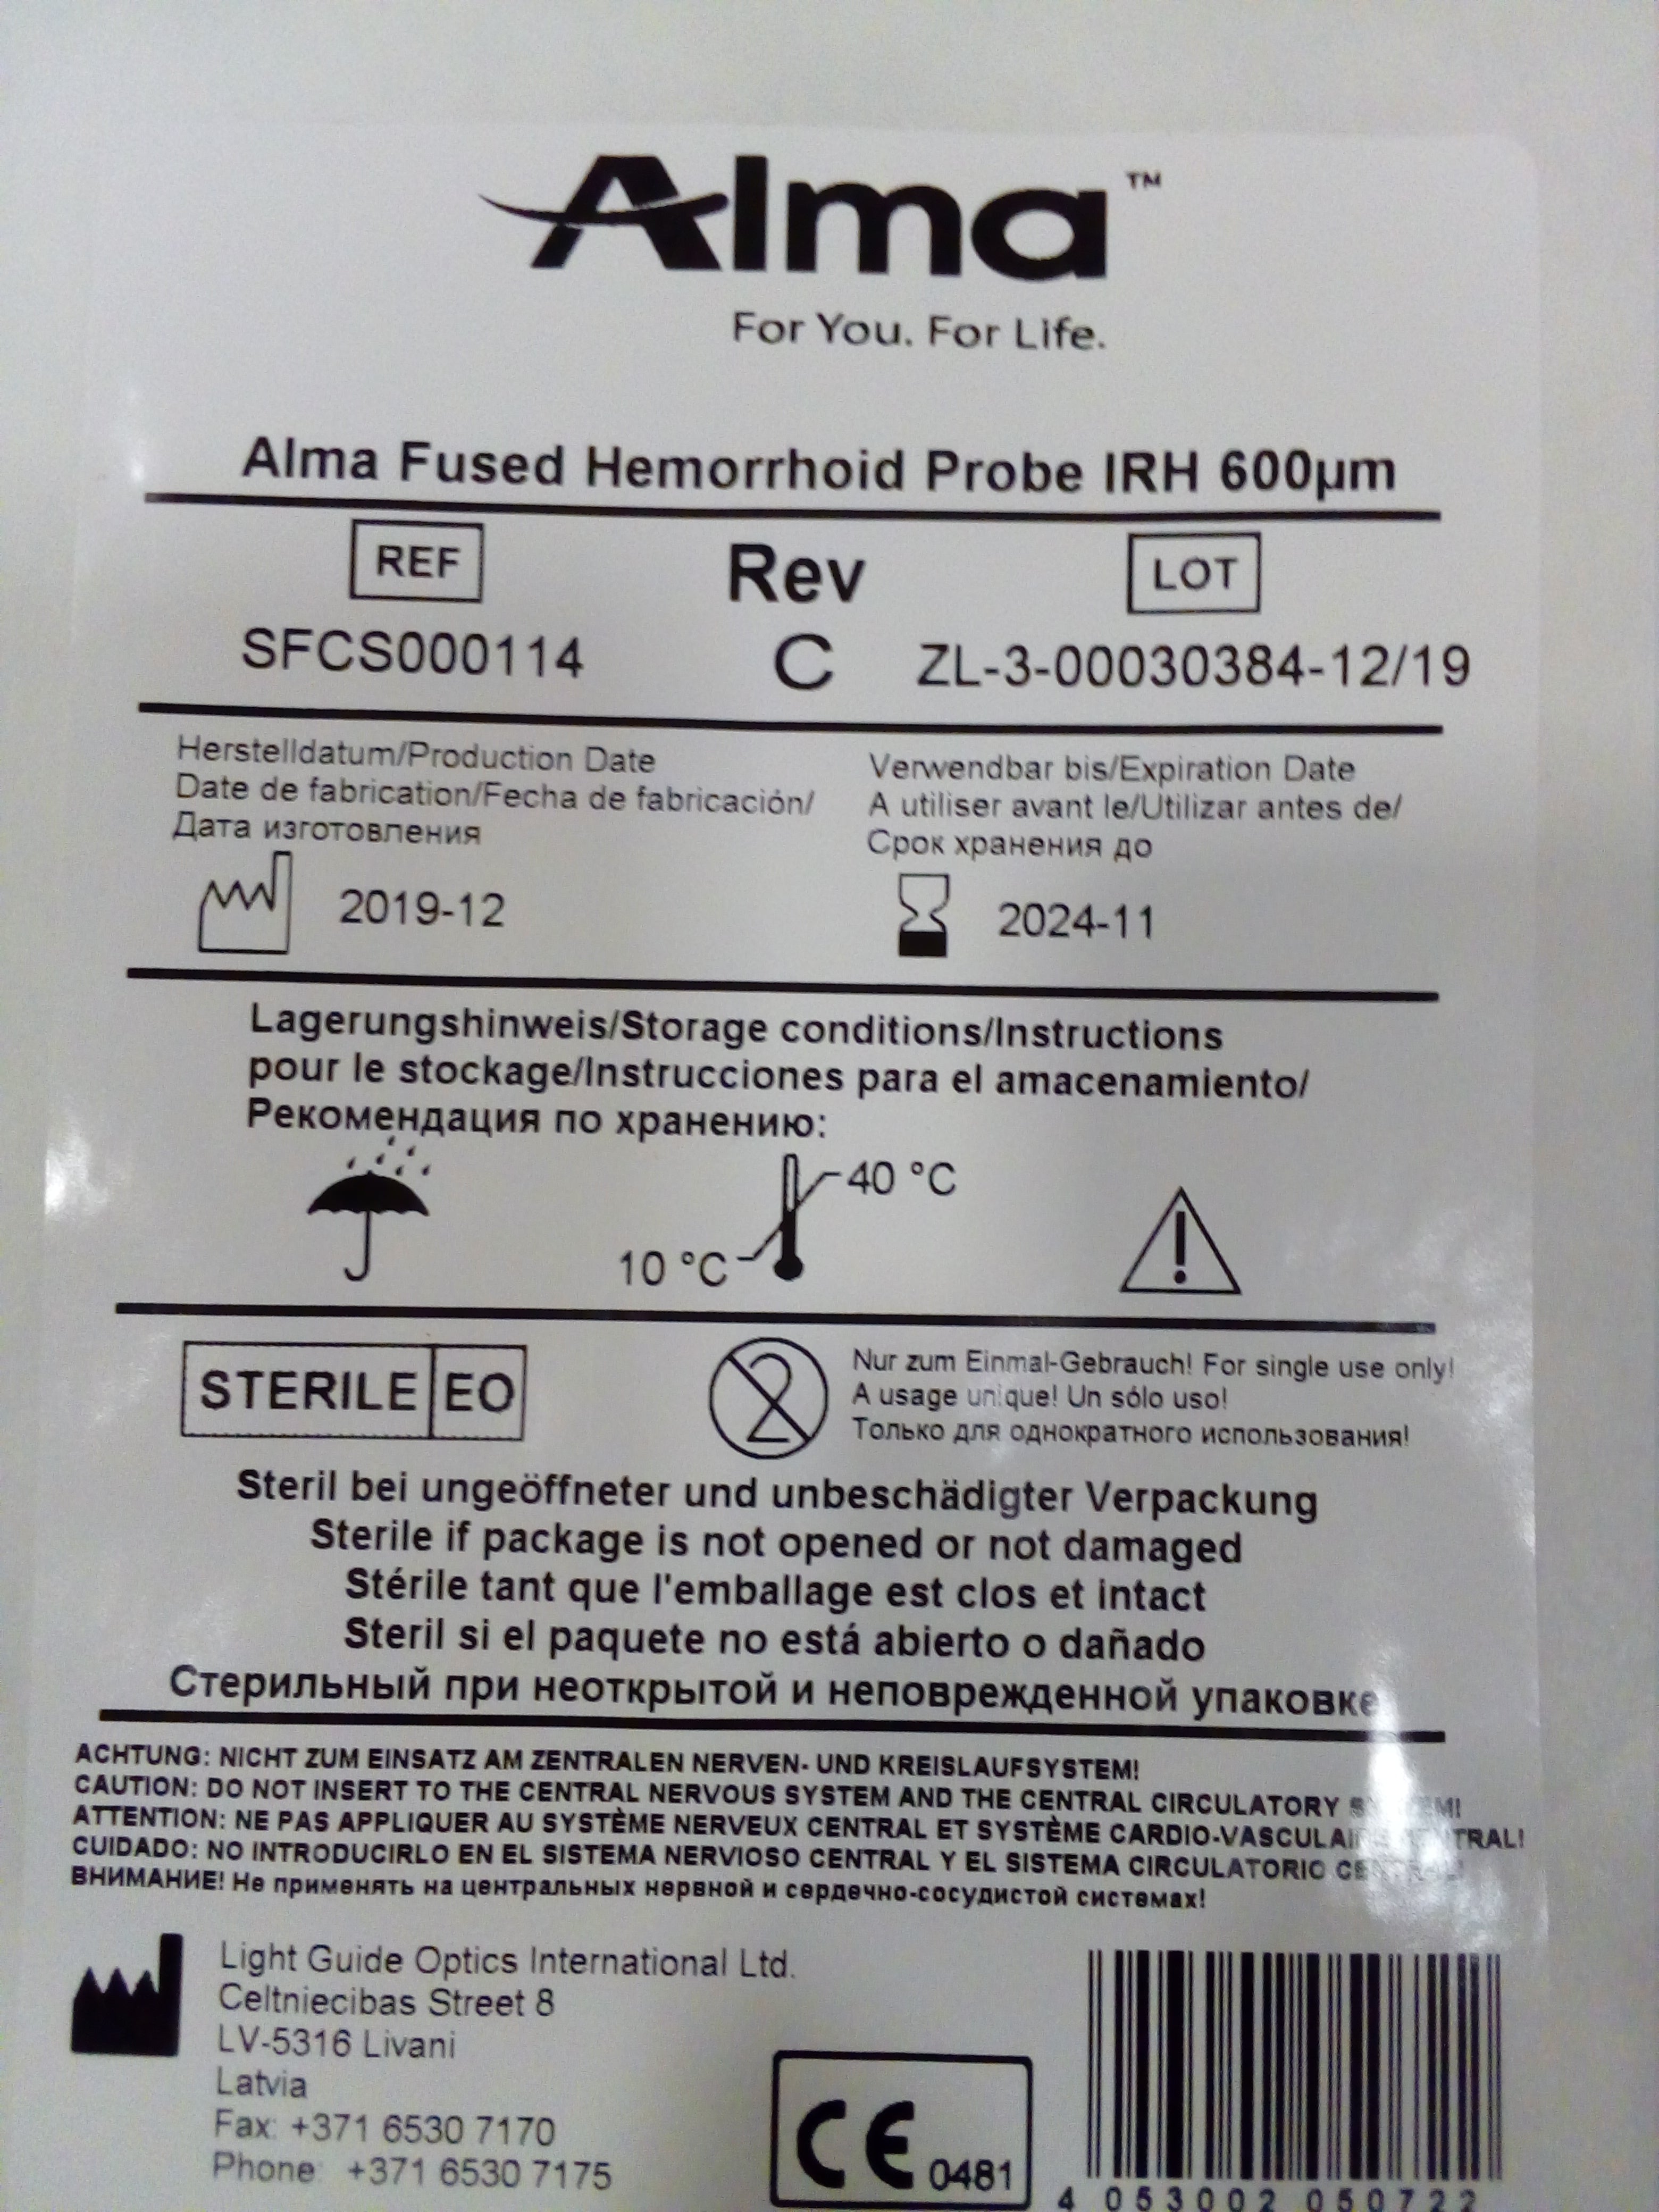 Alma™
For You. For Life.
Alma Fused Hemorrhoid Probe IRH 600µm
REF Rev LOT
SFCS000114 C ZL-3-00030384-12/19
Herstelldatum/Production Date
Date de fabrication/Fecha de fabricación/
Дата изготовления
2019-12
Verwendbar bis/Expiration Date
A utiliser avant le/Utilizar antes de/
Срок хранения до
2024-11
Lagerungshinweis/Storage conditions/Instructions
pour le stockage/Instrucciones para el amacenamiento/
Рекомендация по хранению:
40 °C
10 °C
STERILE EO
2
Nur zum Einmal-Gebrauch! For single use only!
A usage unique! Un sólo uso!
Только для однократного использования!
Steril bei ungeöffneter und unbeschädigter Verpackung
Sterile if package is not opened or not damaged
Stérile tant que l'emballage est clos et intact
Steril si el paquete no está abierto o dañado
Стерильный при неоткрытой и неповрежденной упаковке
ACHTUNG: NICHT ZUM EINSATZ AM ZENTRALEN NERVEN- UND KREISLAUFSYSTEM!
CAUTION: DO NOT INSERT TO THE CENTRAL NERVOUS SYSTEM AND THE CENTRAL CIRCULATORY
ATTENTION: NE PAS APPLIQUER AU SYSTÈME NERVEUX CENTRAL ET SYSTÈME
CUIDADO: NO INTRODUCIRLO EN EL SISTEMA NERVIOSO CENTRAL Y EL SISTEMA CIRCULATORIO
ВНИМАНИЕ! Не применять на центральных нервной и сердечно-сосудистой системах!
Light Guide Optics International Ltd.
Celtniecibas Street 8
LV-5316 Livani
Latvia
Fax: +371 6530 7170
Phone: +371 6530 7175
CE 0481
4 053002 050722